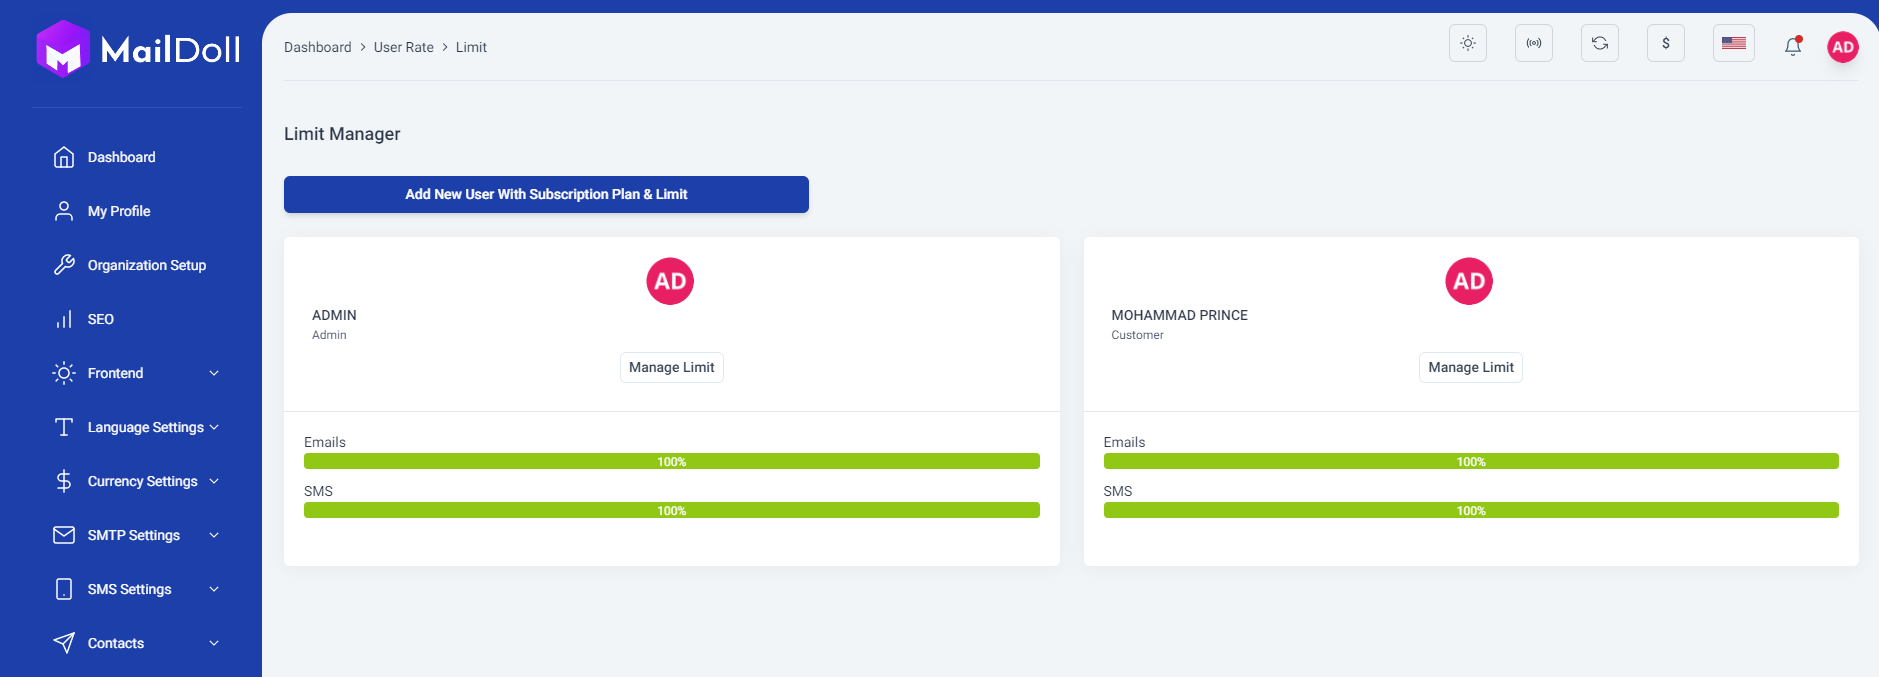 MailDoll
Dashboard
My Profile
Organization Setup
SEO
Frontend
Language Settings
Currency Settings
SMTP Settings
SMS Settings
Contacts
Dashboard > User Rate > Limit
$
AD
Limit Manager
Add New User With Subscription Plan & Limit
AD
ADMIN
Admin
Manage Limit
Emails
100%
SMS
100%
AD
MOHAMMAD PRINCE
Customer
Manage Limit
Emails
100%
SMS
100%